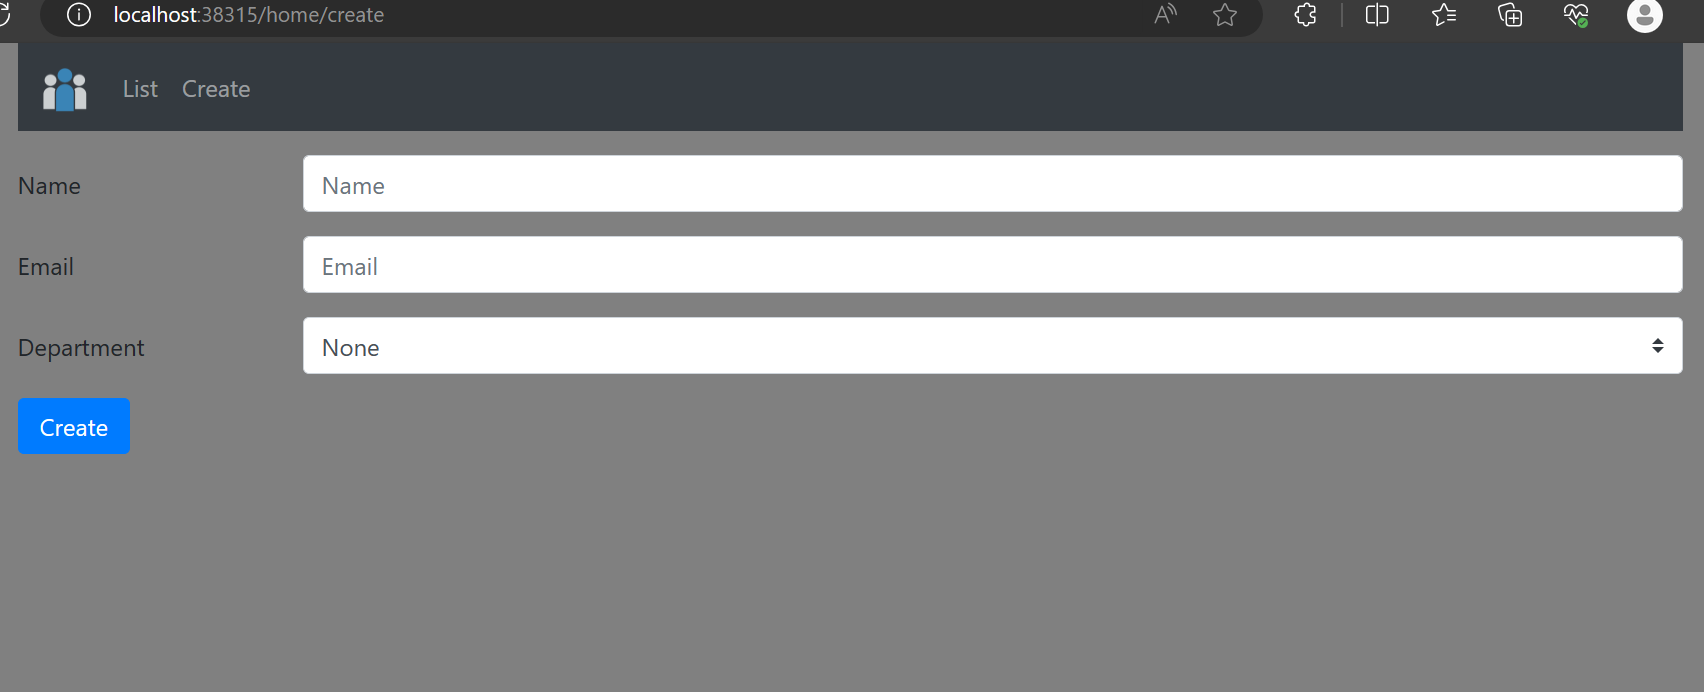 localhost:38315/home/create
List Create
Name Name
Email Email
Department None
Create